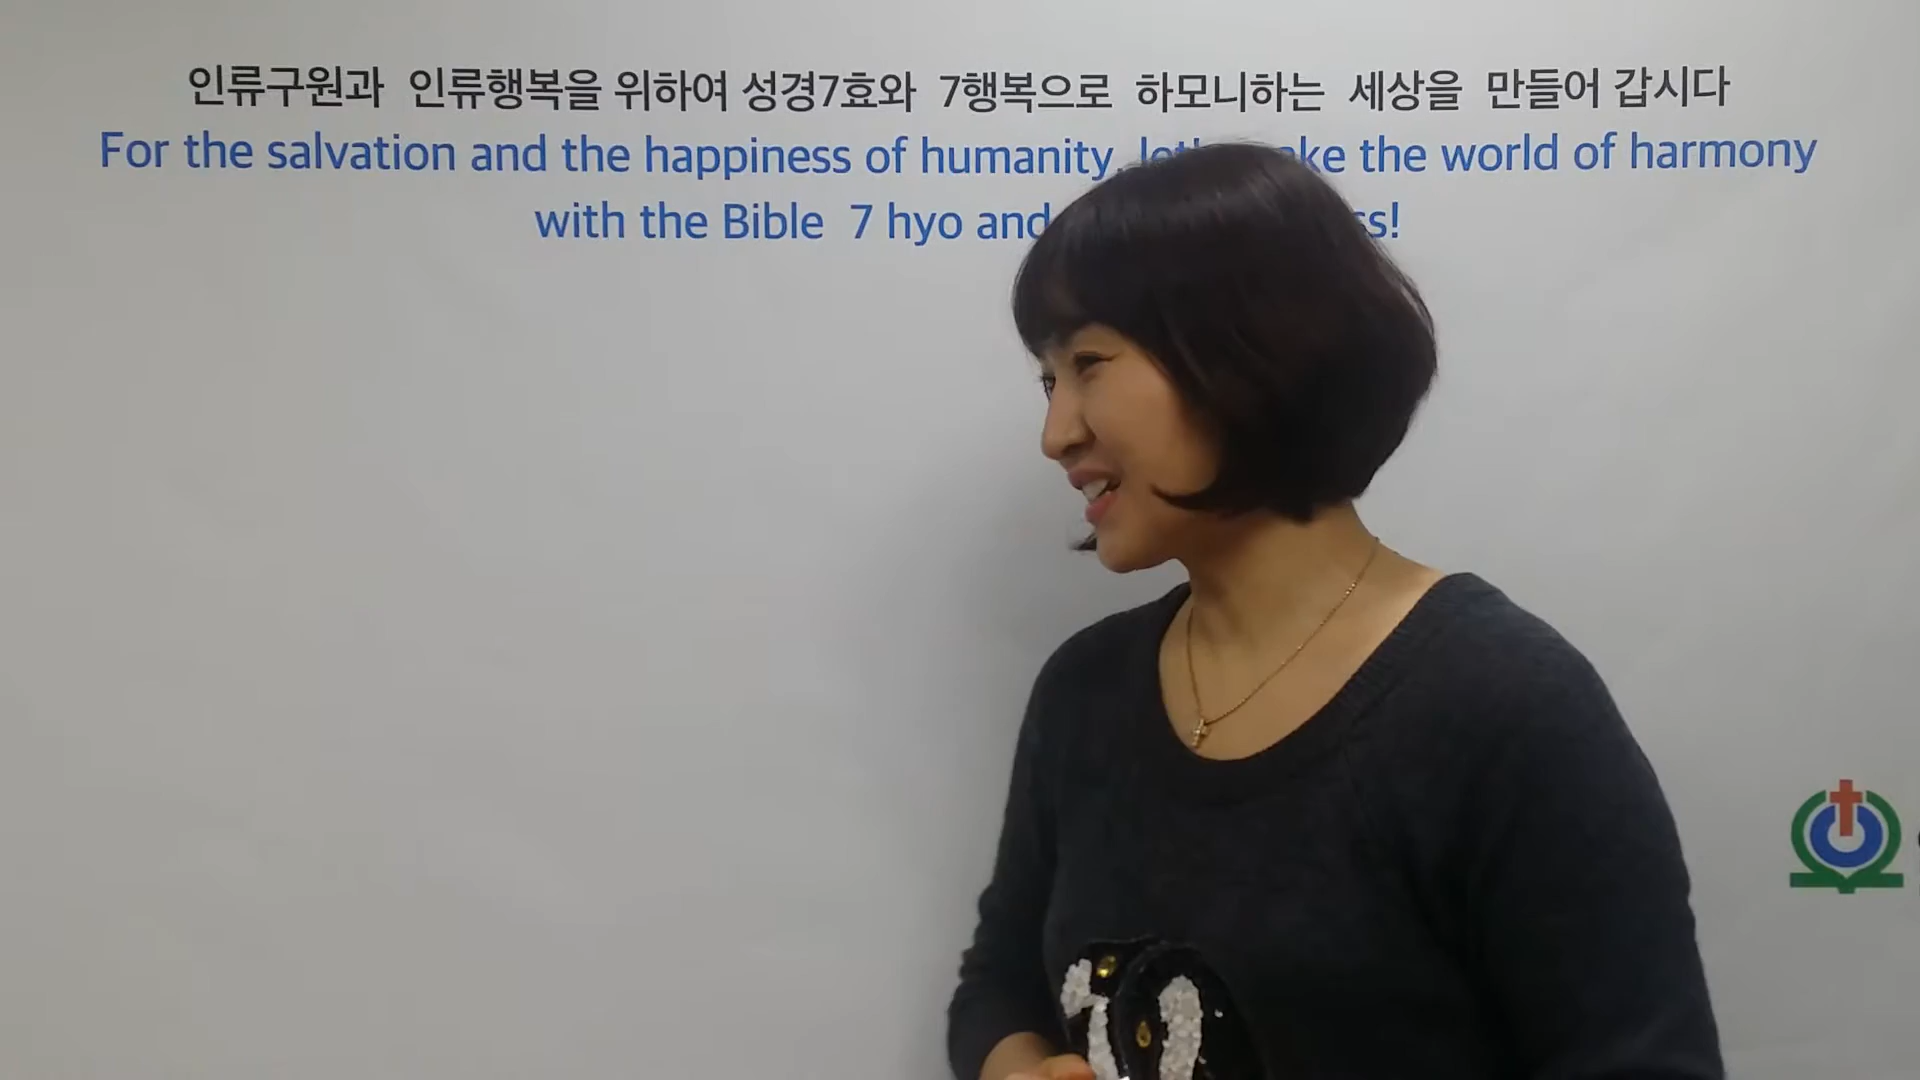 인류구원과 인류행복을 위하여 성경7효와 7행복으로 하모니하는 세상을 만들어 갑시다
For the salvation and the happiness of humanity, the world of harmony
with the Bible 7 hyo and